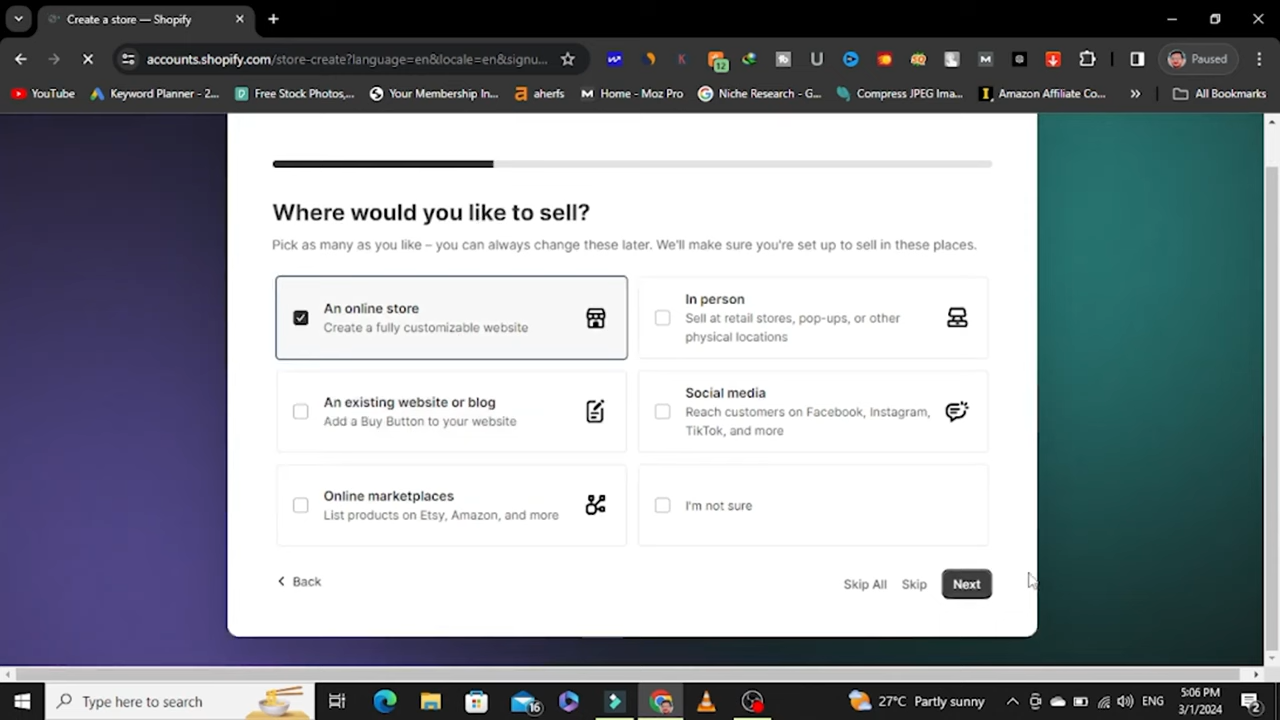 Create a store — Shopify
accounts.shopify.com/store-create?language=en&locale=en&signu...
12
Paused
YouTube
Keyword Planner - 2...
Free Stock Photos,...
Your Membership In...
aherfs
Home - Moz Pro
Niche Research - G...
Compress JPEG Ima...
Amazon Affiliate Co...
All Bookmarks
Where would you like to sell?
Pick as many as you like – you can always change these later. We'll make sure you're set up to sell in these places.
An online store
Create a fully customizable website
In person
Sell at retail stores, pop-ups, or other
physical locations
An existing website or blog
Add a Buy Button to your website
Social media
Reach customers on Facebook, Instagram,
TikTok, and more
Online marketplaces
List products on Etsy, Amazon, and more
I'm not sure
Back
Skip All
Skip
Next
Type here to search
16
27°C Partly sunny
ENG
5:06 PM
3/1/2024
2